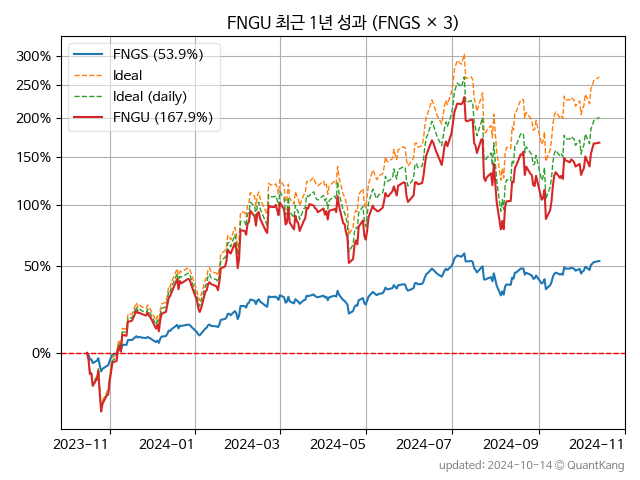 FNGU 최근 1년 성과 (FNGS × 3)
FNGS (53.9%)
Ideal
Ideal (daily)
FNGU (167.9%)
300%
250%
200%
150%
100%
50%
0%
2023-11 2024-01 2024-03 2024-05 2024-07 2024-09 2024-11
updated: 2024-10-14 © QuantKang